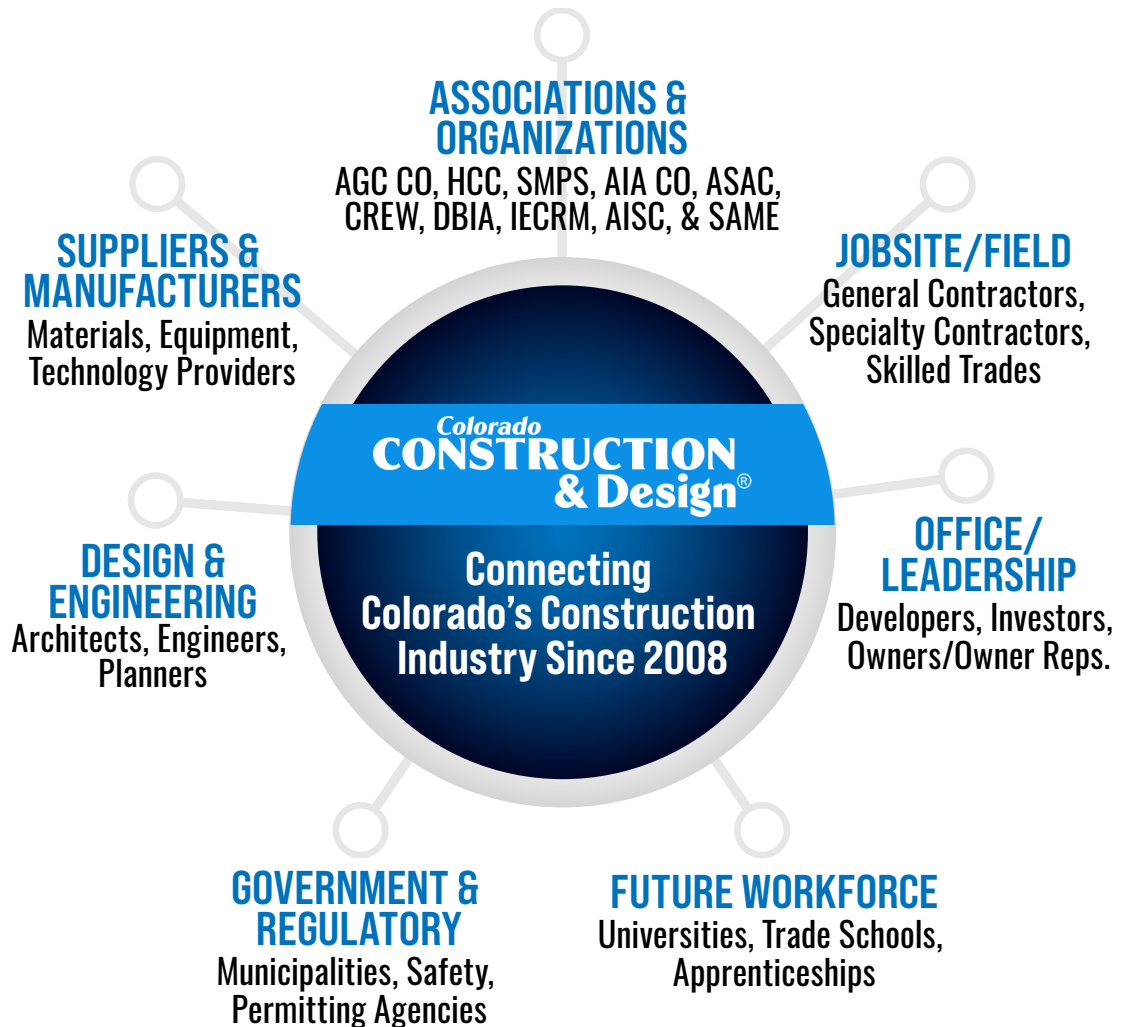 ASSOCIATIONS &
ORGANIZATIONS
AGC CO, HCC, SMPS, AIA CO, ASAC,
CREW, DBIA, IECRM, AISC, & SAME
SUPPLIERS &
MANUFACTURERS
Materials, Equipment,
Technology Providers
JOBSITE/FIELD
General Contractors,
Specialty Contractors,
Skilled Trades
Colorado
CONSTRUCTION
& Design®
Connecting
Colorado’s Construction
Industry Since 2008
DESIGN &
ENGINEERING
Architects, Engineers,
Planners
OFFICE/
LEADERSHIP
Developers, Investors,
Owners/Owner Reps.
GOVERNMENT &
REGULATORY
Municipalities, Safety,
Permitting Agencies
FUTURE WORKFORCE
Universities, Trade Schools,
Apprenticeships